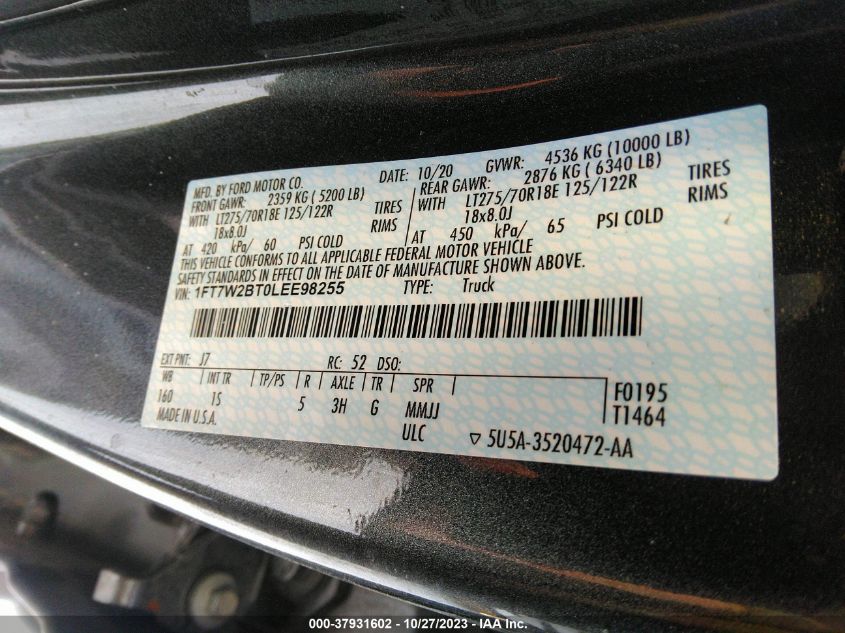 MFD. BY FORD MOTOR CO.
DATE: 10/20 GVWR: 4536 KG (10000 LB)
FRONT GAWR: 2359 KG ( 5200 LB)
REAR GAWR: 2876 KG ( 6340 LB)
WITH LT275/70R18E 125/122R TIRES
WITH LT275/70R18E 125/122R TIRES
18x8.0J RIMS
18x8.0J RIMS
AT 420 kPa/ 60 PSI COLD
AT 450 kPa/ 65 PSI COLD
THIS VEHICLE CONFORMS TO ALL APPLICABLE FEDERAL MOTOR VEHICLE
SAFETY STANDARDS IN EFFECT ON THE DATE OF MANUFACTURE SHOWN ABOVE.
VIN: 1FT7W2BT0LEE98255 TYPE: Truck
EXT PNT: J7 RC: 52 DSO:
WB INT TR TP/PS R AXLE TR SPR
160 1S 5 3H G MMJJ F0195
MADE IN U.S.A. ULC T1464
▽ 5U5A-3520472-AA
000-37931602 - 10/27/2023 - IAAI.COM